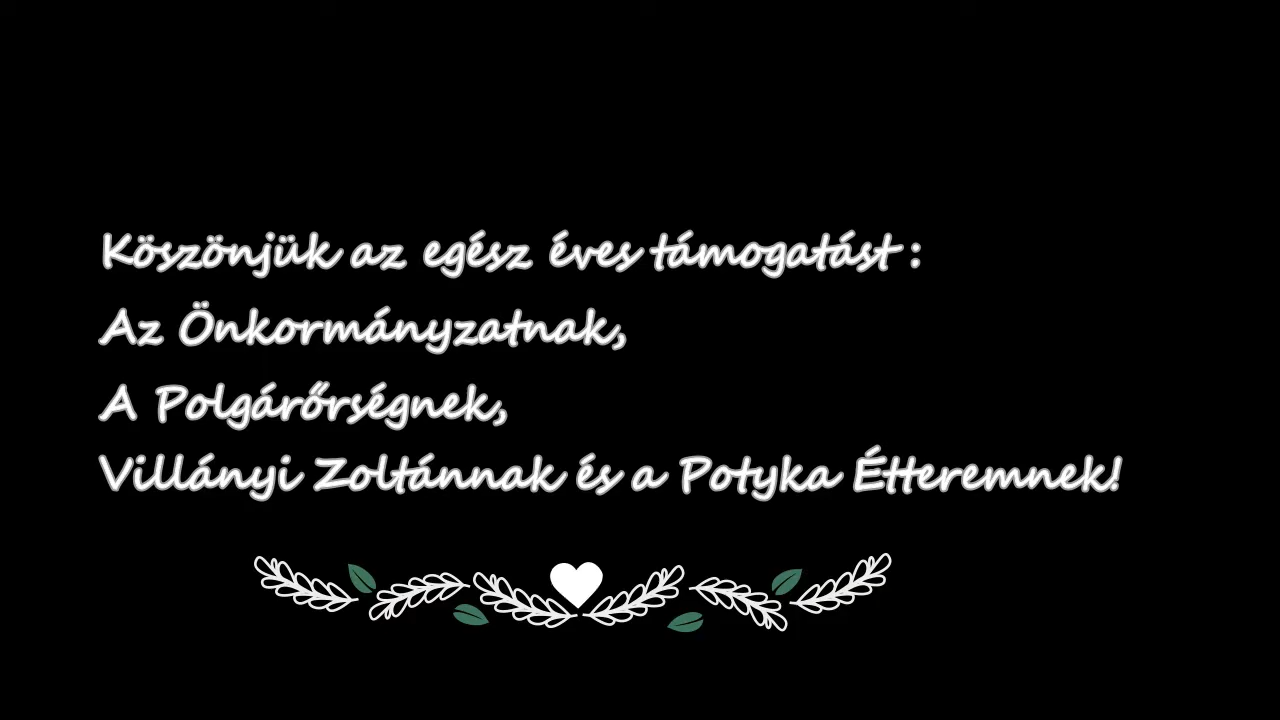 Köszönjük az egész éves támogatást :
Az Önkormányzatnak,
A Polgárőrségnek,
Villányi Zoltánnak és a Potyka Étteremnek!